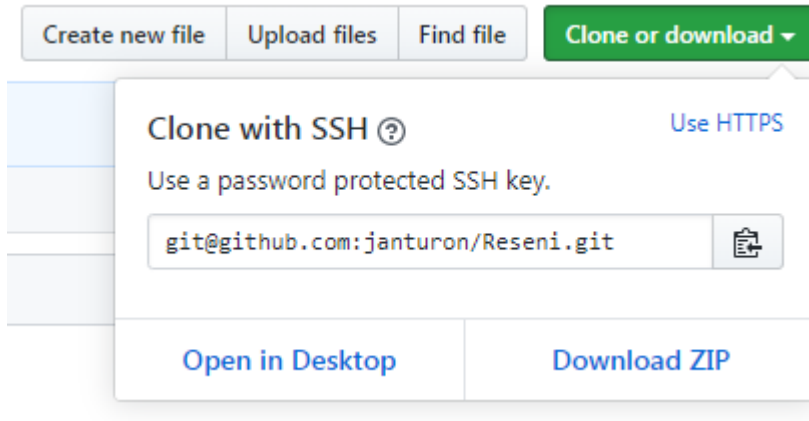 Create new file Upload files Find file Clone or download
Clone with SSH Use HTTPS
Use a password protected SSH key.
git@github.com:janturon/Reseni.git
Open in Desktop Download ZIP